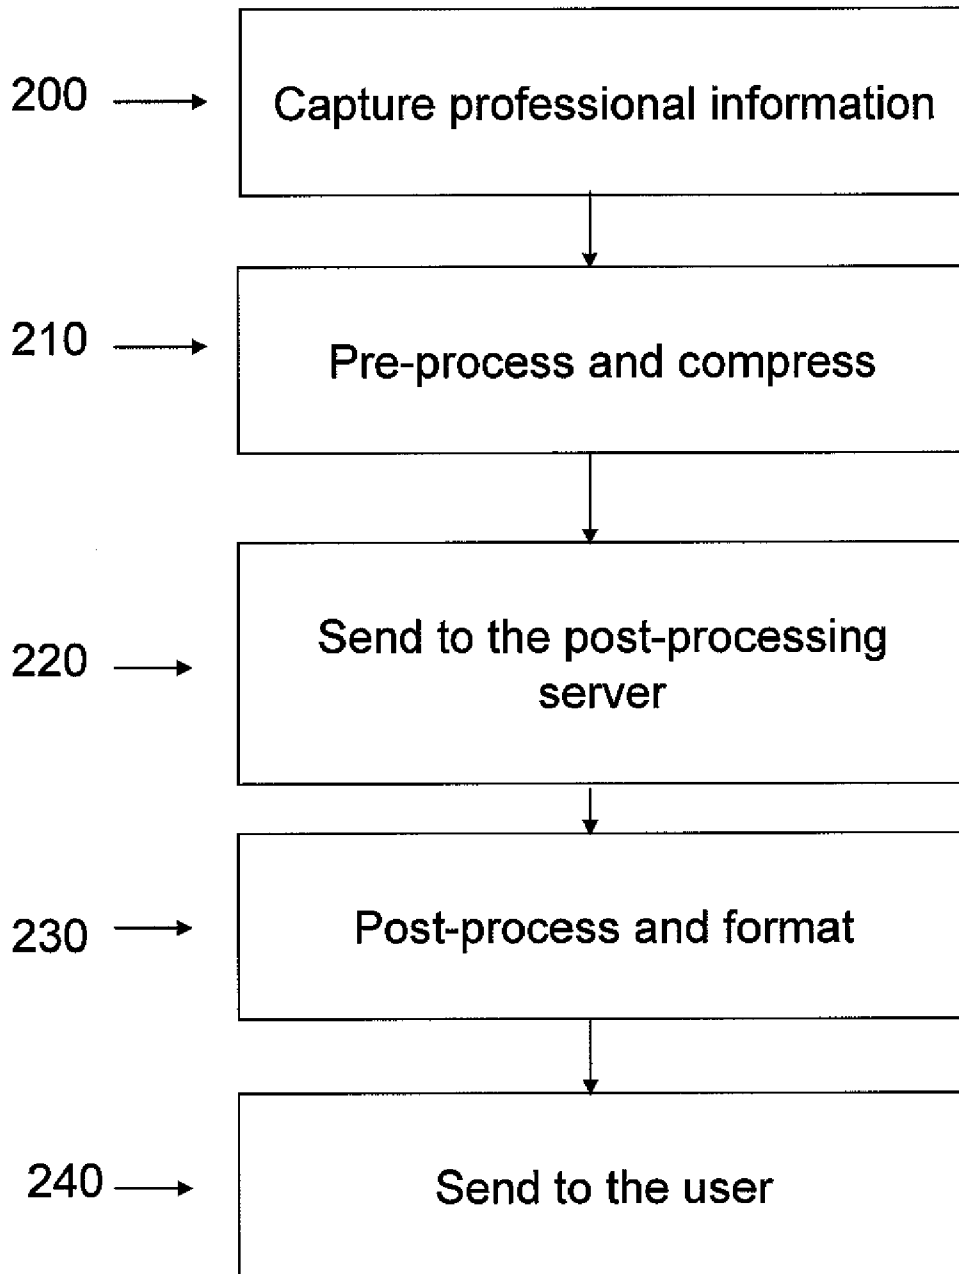 200
Capture professional information
210
Pre-process and compress
220
Send to the post-processing
server
230
Post-process and format
240
Send to the user